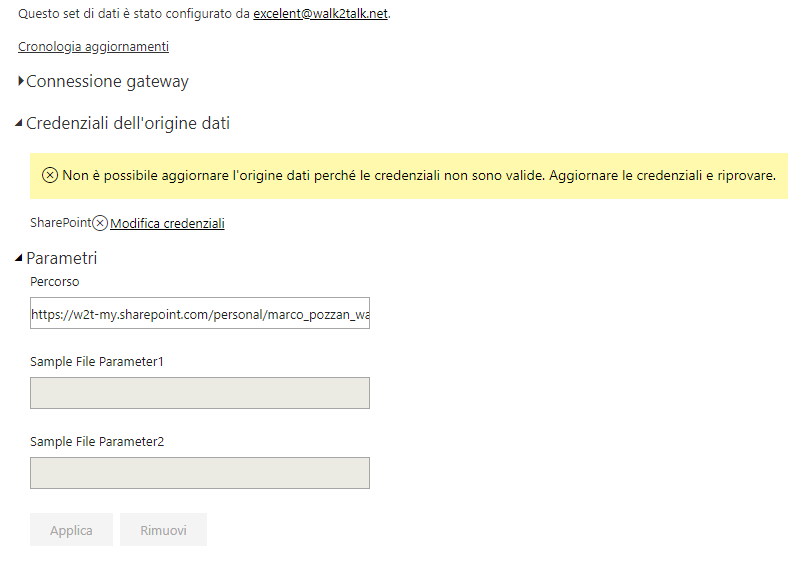 Questo set di dati è stato configurato da excelent@walk2talk.net.
Cronologia aggiornamenti
Connessione gateway
Credenziali dell'origine dati
Non è possibile aggiornare l'origine dati perché le credenziali non sono valide. Aggiornare le credenziali e riprovare.
SharePoint Modifica credenziali
Parametri
Percorso
https://w2t-my.sharepoint.com/personal/marco_pozzan_wa
Sample File Parameter1
Sample File Parameter2
Applica Rimuovi